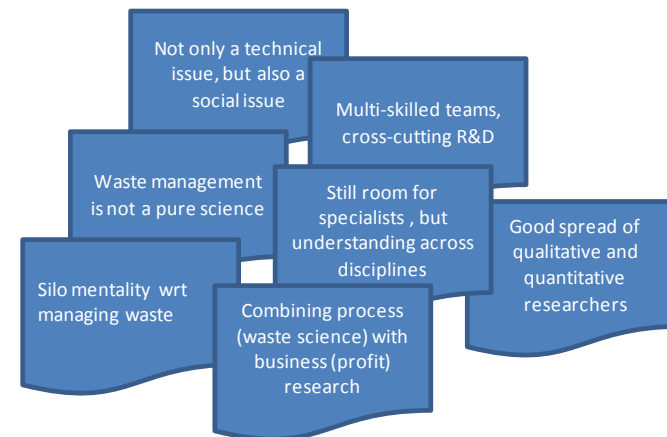 Not only a technical
issue, but also a
social issue
Multi-skilled teams,
cross-cutting R&D
Waste management
is not a pure science
Still room for
specialists , but
understanding across
disciplines
Good spread of
qualitative and
quantitative
researchers
Silo mentality wrt
managing waste
Combining process
(waste science) with
business (profit)
research